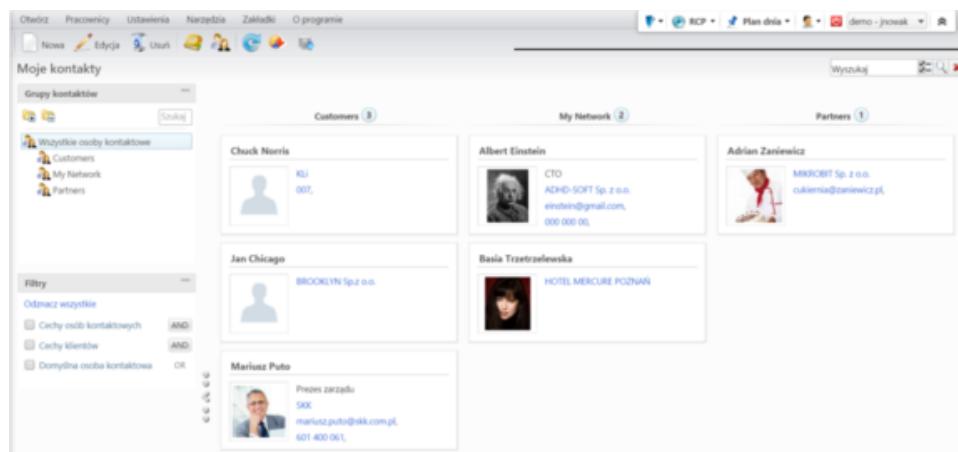 Otwórz Pracownicy Ustawienia Narzędzia Zakładki O programie
RCP Plan dnia demo - jnowak
Nowa Edycja Usuń
Moje kontakty
Wyszukaj
Grupy kontaktów
Szukaj
Wszystkie osoby kontaktowe
Customers
My Network
Partners
Filtry
Odznacz wszystkie
Cechy osób kontaktowych AND
Cechy klientów AND
Domyślna osoba kontaktowa OR
Customers 3
Chuck Norris
KLi
007,
Jan Chicago
BROOKLYN Sp.z o.o.
Mariusz Puto
Prezes zarządu
SKK
mariusz.puto@skk.com.pl,
601 400 061,
My Network 2
Albert Einstein
CTO
ADHD-SOFT Sp. z o.o.
einstein@gmail.com,
000 000 00,
Basia Trzetrzelewska
HOTEL MERCURE POZNAŃ
Partners 1
Adrian Zaniewicz
MIKROBIT Sp. z o.o.
cukiernia@zaniewicz.pl,